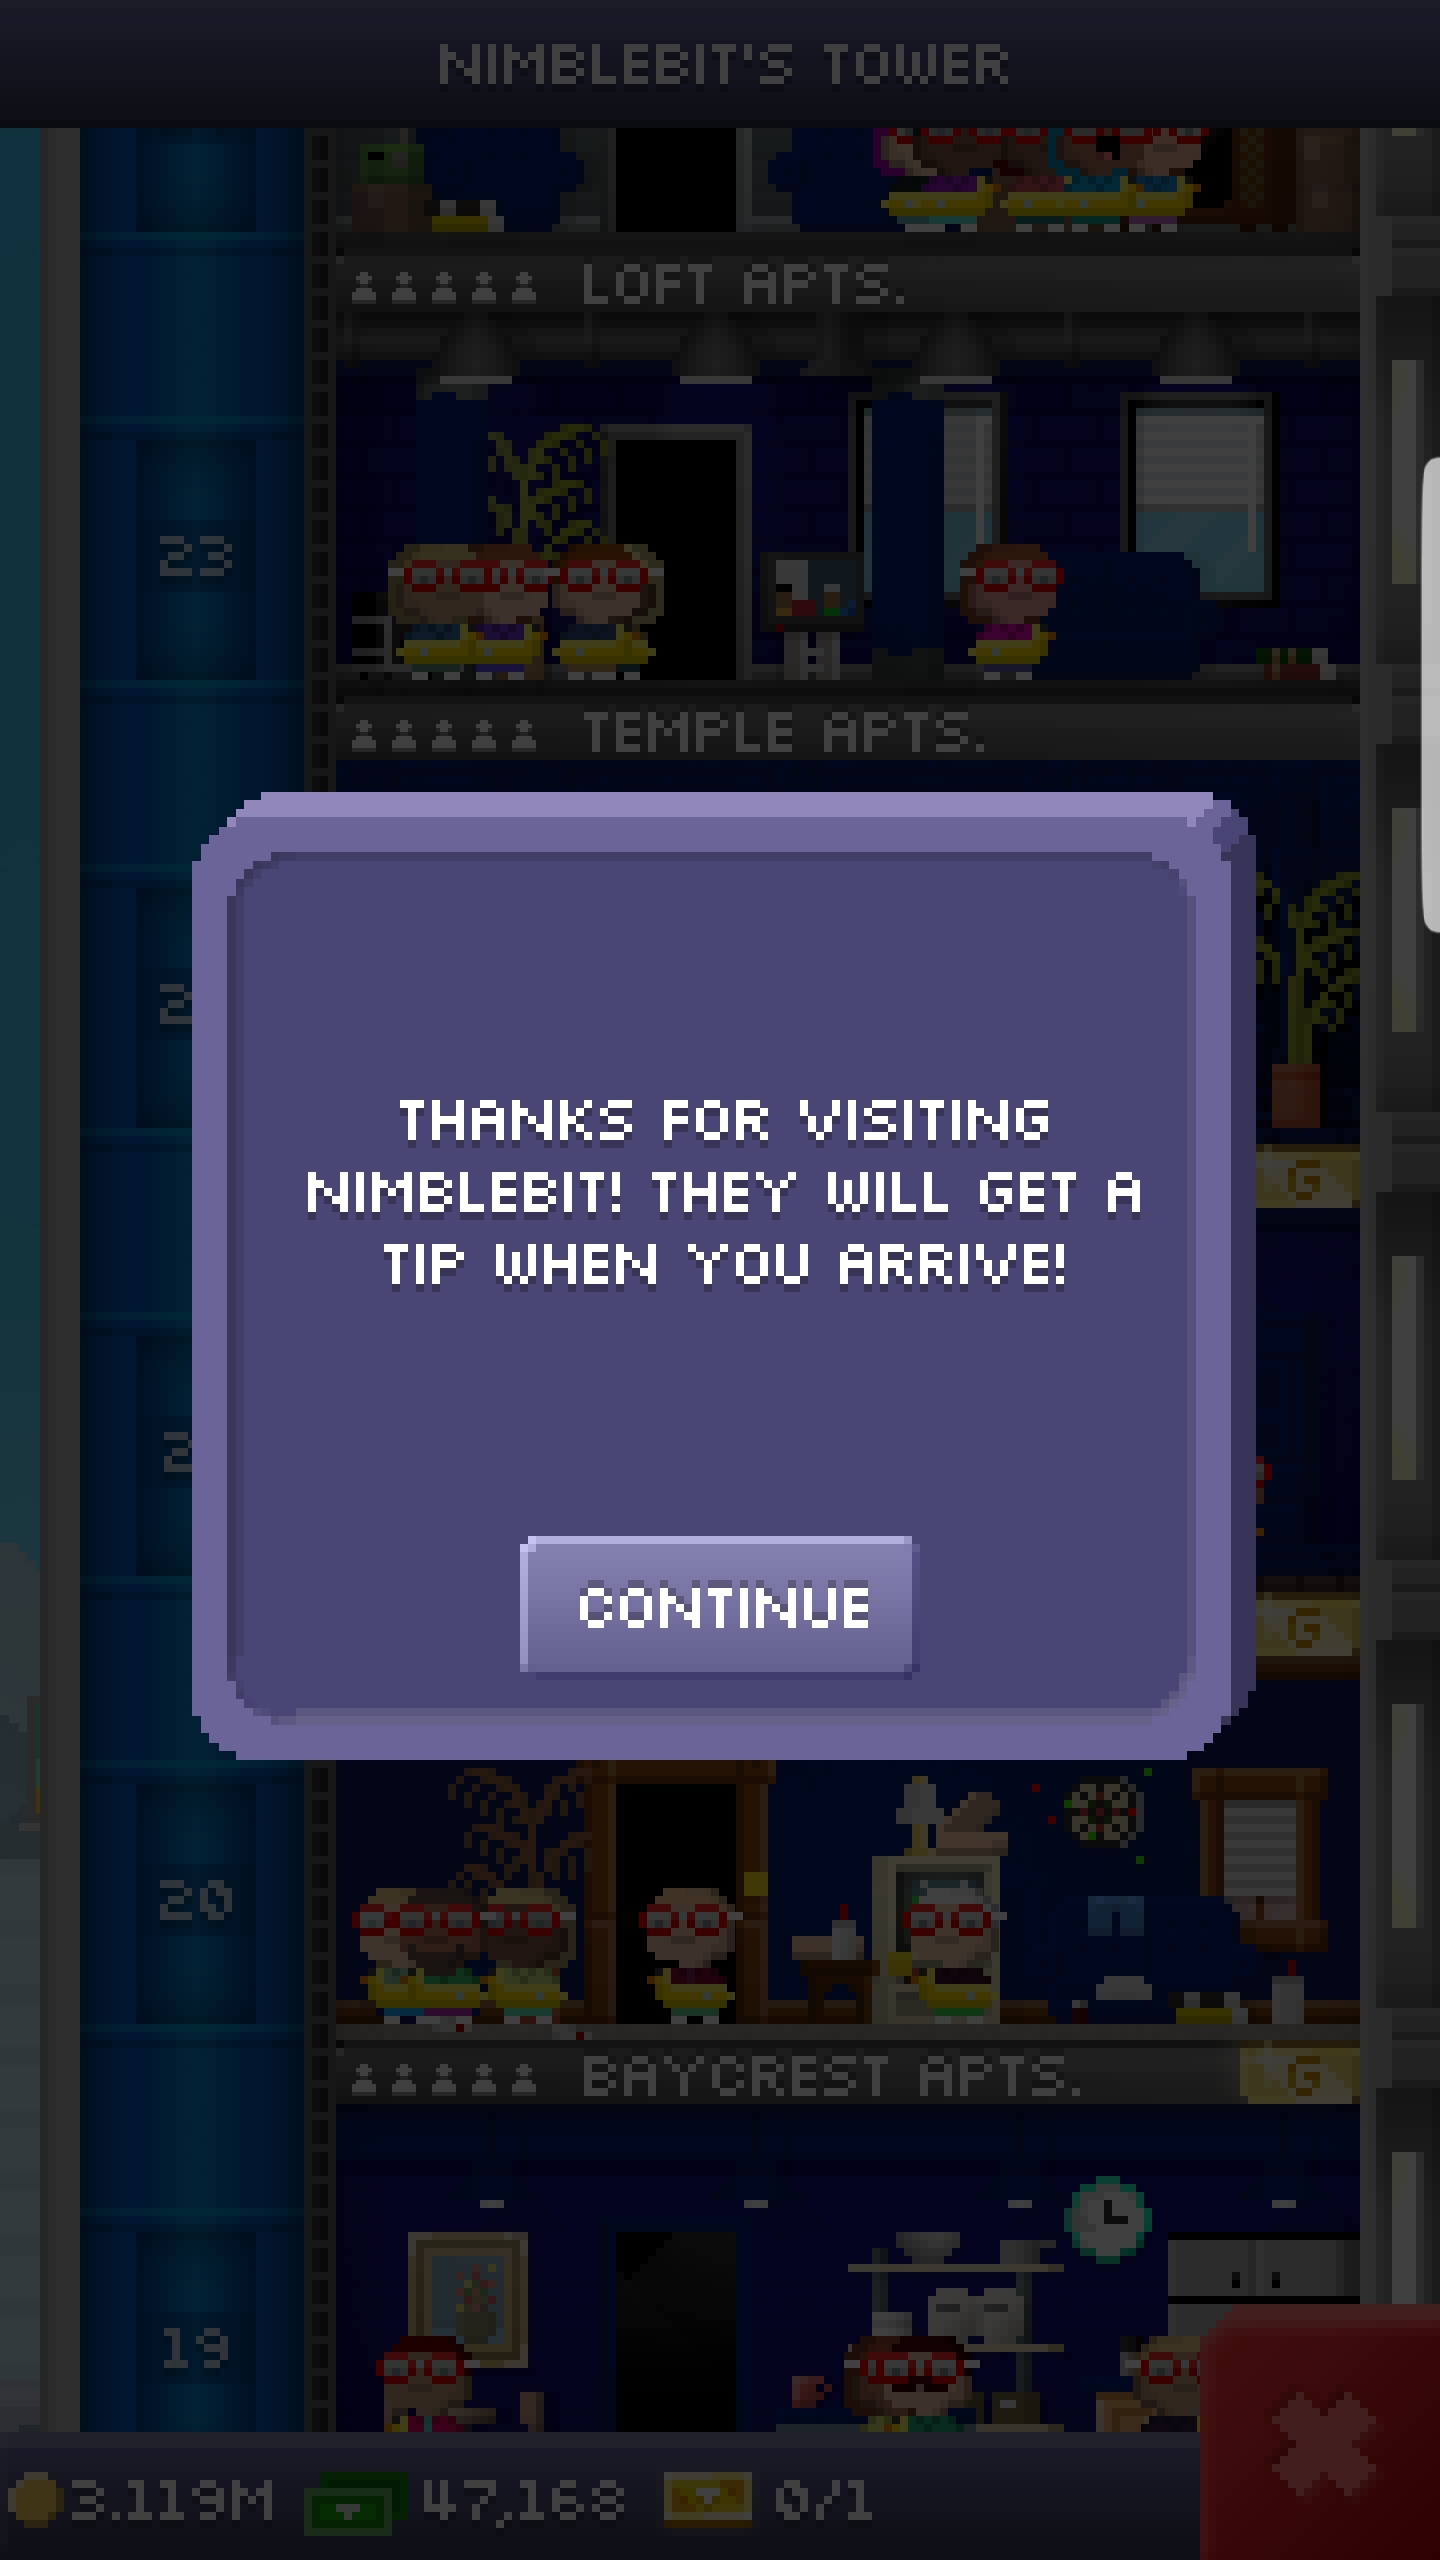 NIMBLEBIT'S TOWER
LOFT APTS.
23
TEMPLE APTS.
THANKS FOR VISITING
NIMBLEBIT! THEY WILL GET A
TIP WHEN YOU ARRIVE!
G
CONTINUE
G
20
BAYCREST APTS.
G
19
3.119M
47,168
0/1